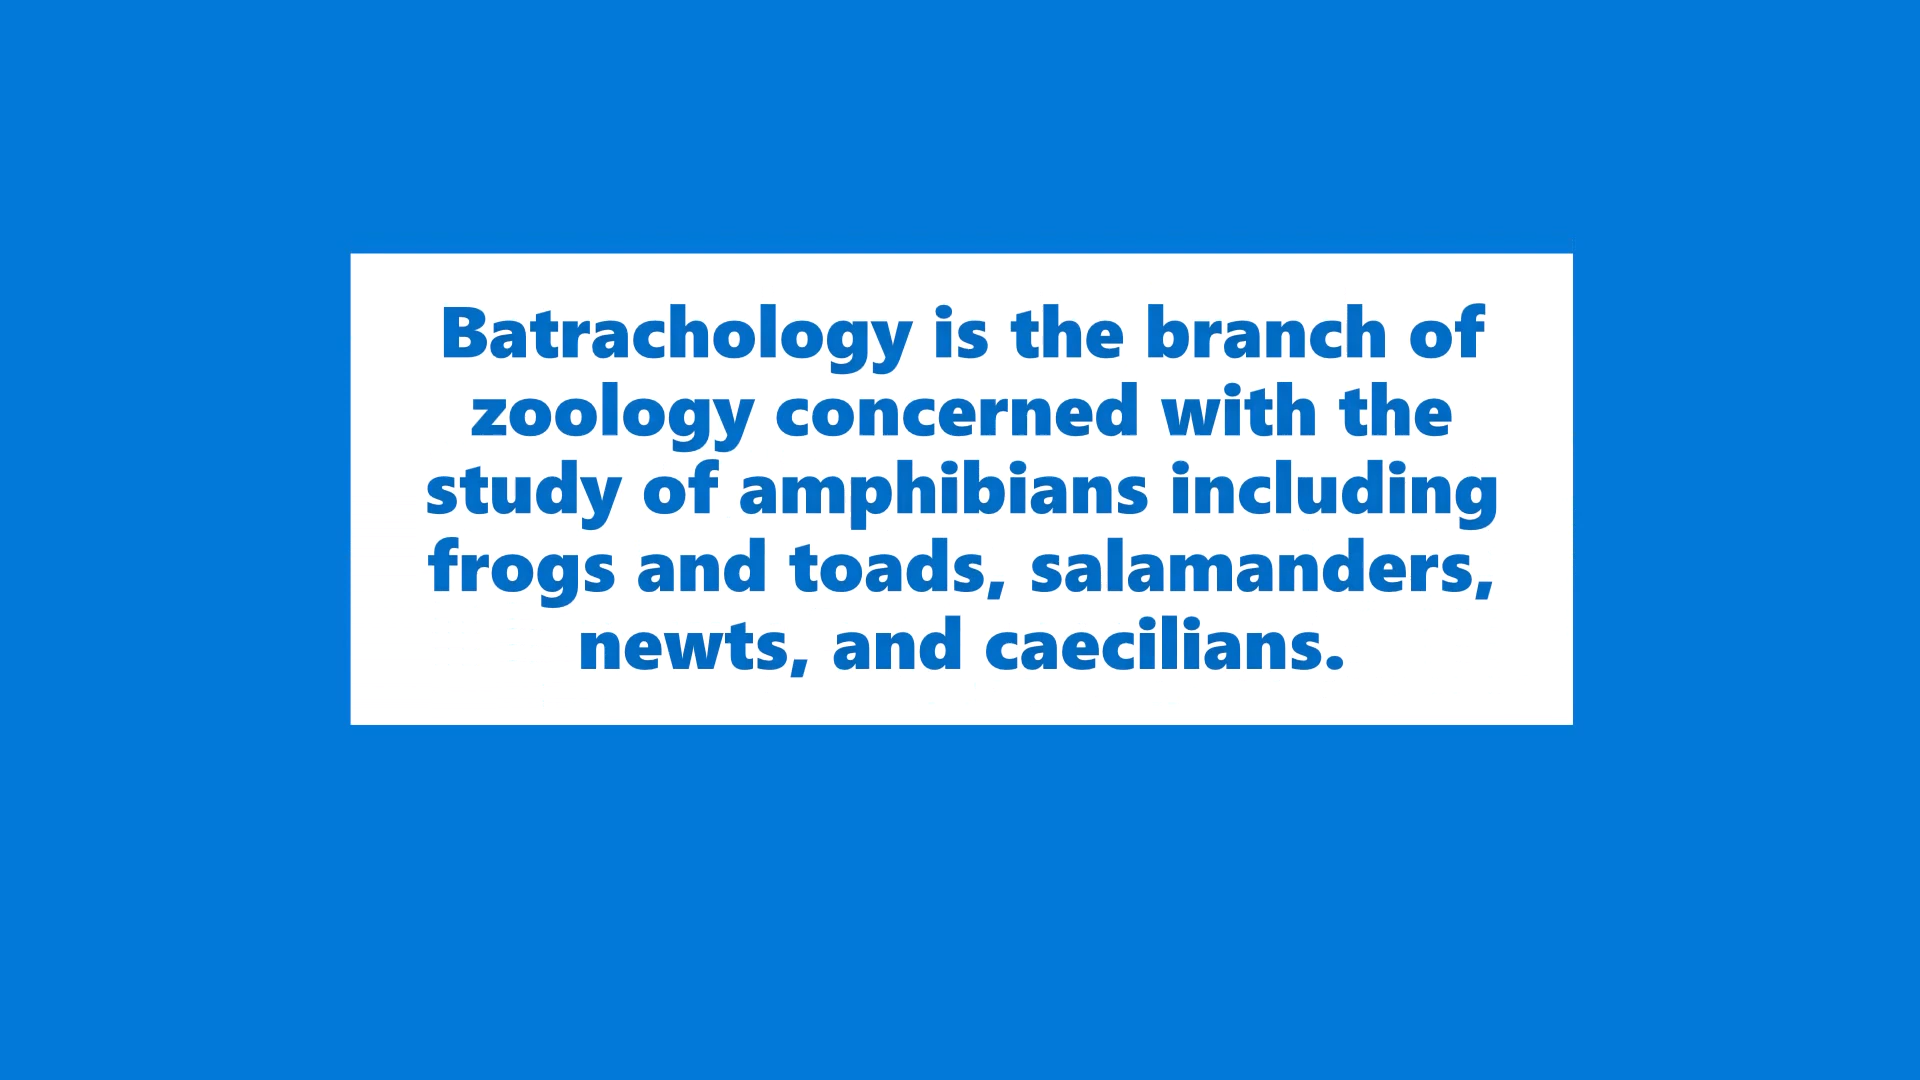 Batrachology is the branch of
zoology concerned with the
study of amphibians including
frogs and toads, salamanders,
newts, and caecilians.